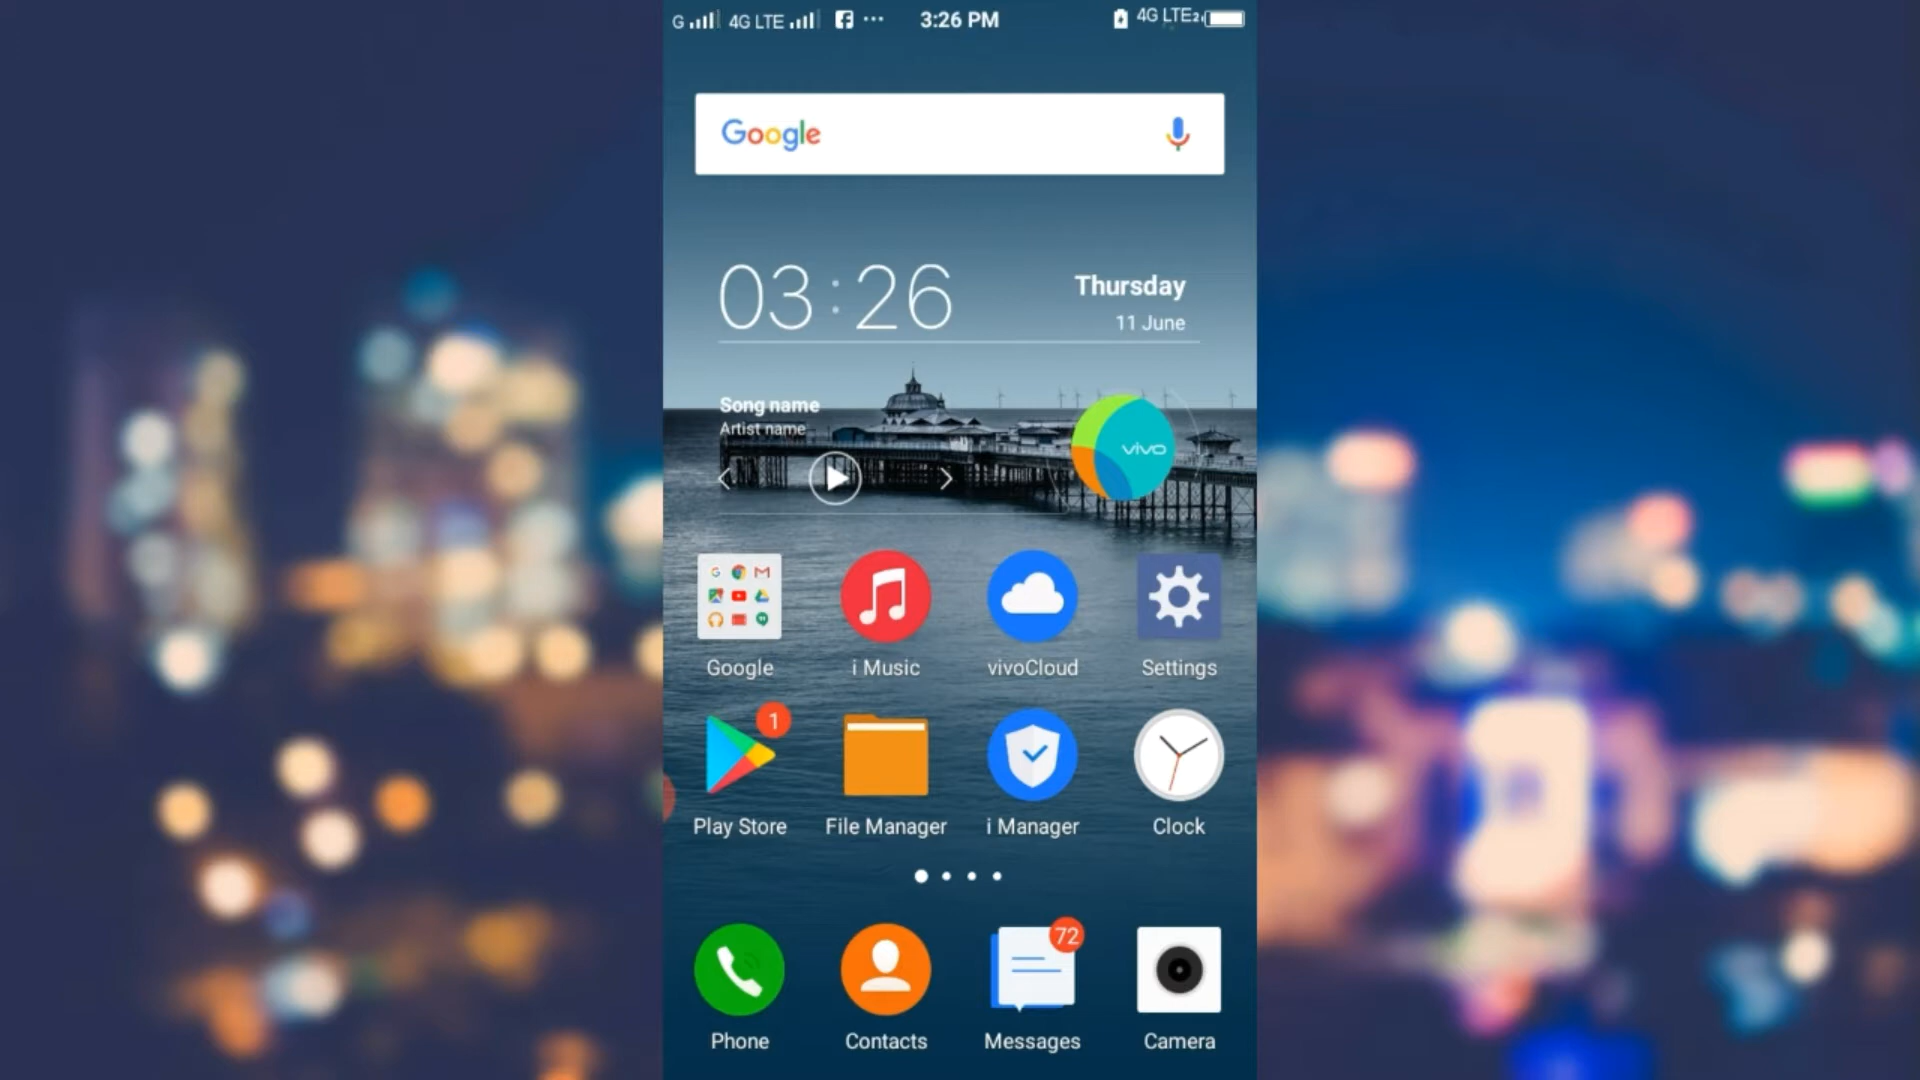 G 4G LTE 3:26 PM 4G LTE2
Google
03:26
Thursday
11 June
Song name
Artist name
vivo
Google i Music vivoCloud Settings
1
Play Store File Manager i Manager Clock
72
Phone Contacts Messages Camera